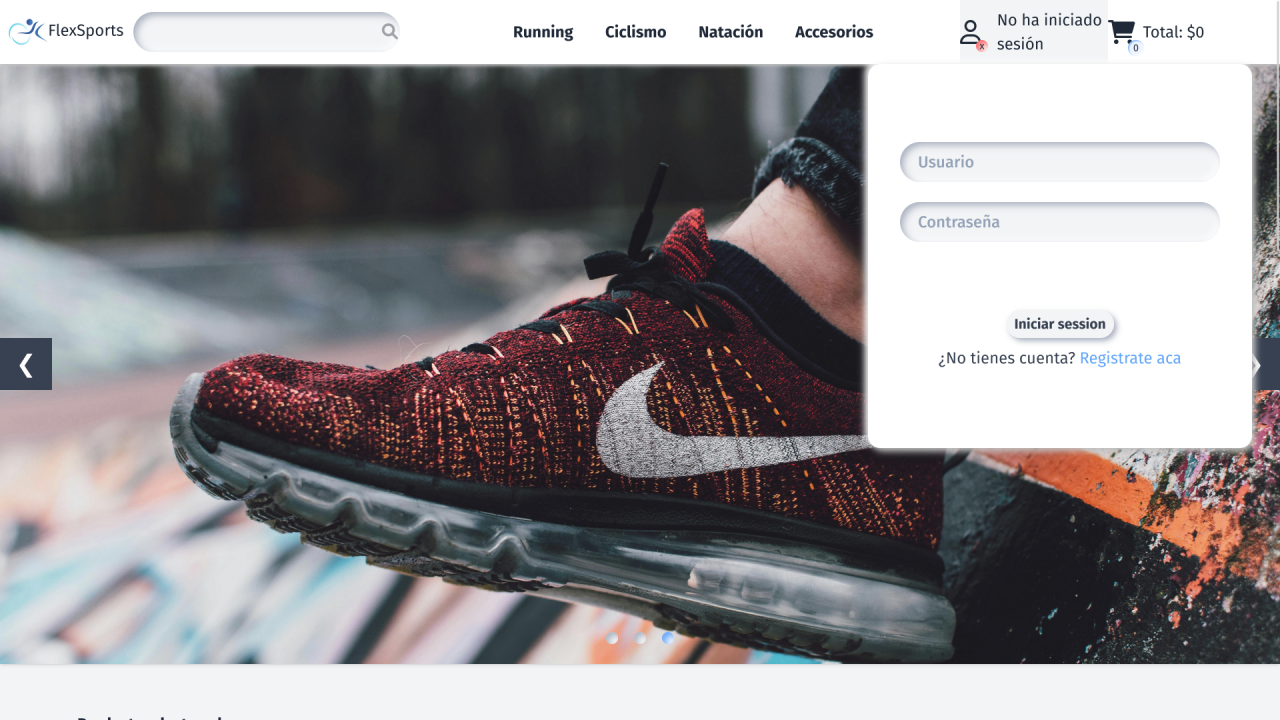 FlexSports
Running
Ciclismo
Natación
Accesorios
No ha iniciado
sesión
x
0
Total: $0
Usuario
Contraseña
Iniciar session
¿No tienes cuenta? Registrate aca